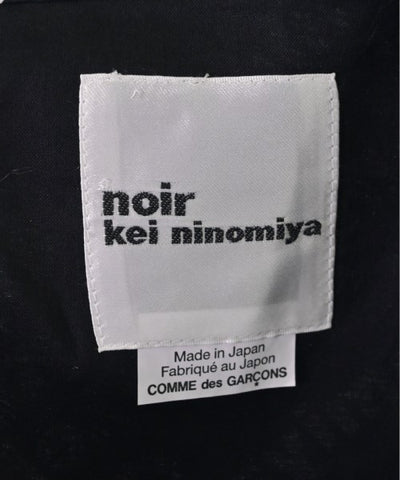 noir
kei ninomiya
Made in Japan
Fabriqué au Japon
COMME des GARÇONS